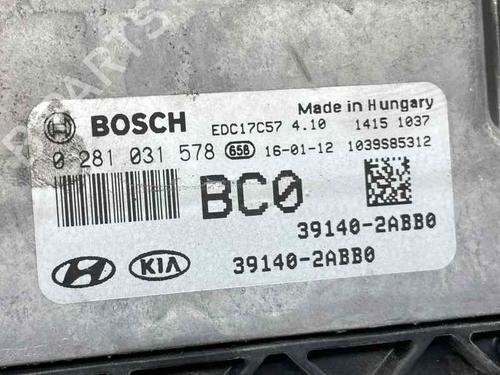 BOSCH EDC17C57 4.10 Made in Hungary
1415 1037
0 281 031 578 65B 16-01-12 1039S85312
BC0
39140-2ABB0
KIA 39140-2ABB0